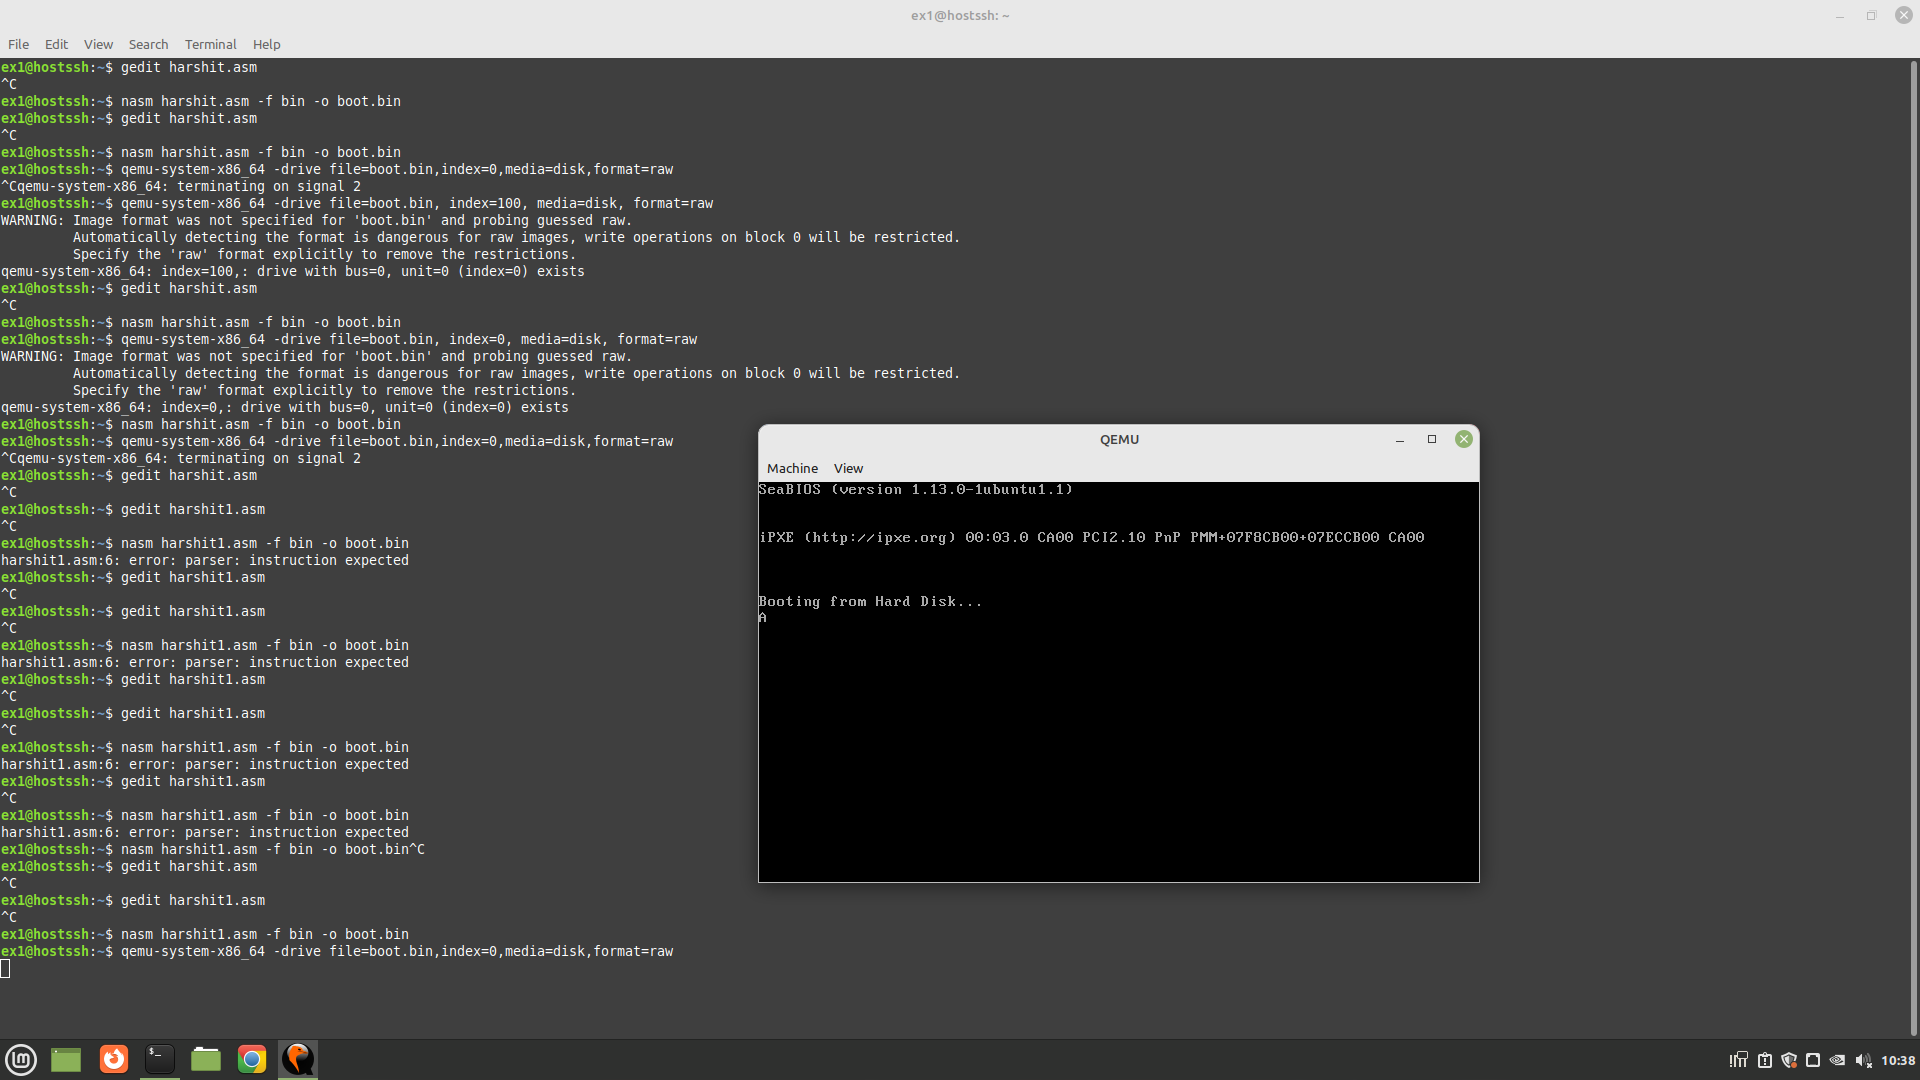 ex1@hostssh: ~
File Edit View Search Terminal Help
ex1@hostssh:~$ gedit harshit.asm
^C
ex1@hostssh:~$ nasm harshit.asm -f bin -o boot.bin
ex1@hostssh:~$ gedit harshit.asm
^C
ex1@hostssh:~$ nasm harshit.asm -f bin -o boot.bin
ex1@hostssh:~$ qemu-system-x86_64 -drive file=boot.bin,index=0,media=disk,format=raw
^Cqemu-system-x86_64: terminating on signal 2
ex1@hostssh:~$ qemu-system-x86_64 -drive file=boot.bin, index=100, media=disk, format=raw
WARNING: Image format was not specified for 'boot.bin' and probing guessed raw.
         Automatically detecting the format is dangerous for raw images, write operations on block 0 will be restricted.
         Specify the 'raw' format explicitly to remove the restrictions.
qemu-system-x86_64: index=100,: drive with bus=0, unit=0 (index=0) exists
ex1@hostssh:~$ gedit harshit.asm
^C
ex1@hostssh:~$ nasm harshit.asm -f bin -o boot.bin
ex1@hostssh:~$ qemu-system-x86_64 -drive file=boot.bin, index=0, media=disk, format=raw
WARNING: Image format was not specified for 'boot.bin' and probing guessed raw.
         Automatically detecting the format is dangerous for raw images, write operations on block 0 will be restricted.
         Specify the 'raw' format explicitly to remove the restrictions.
qemu-system-x86_64: index=0,: drive with bus=0, unit=0 (index=0) exists
ex1@hostssh:~$ nasm harshit.asm -f bin -o boot.bin
ex1@hostssh:~$ qemu-system-x86_64 -drive file=boot.bin,index=0,media=disk,format=raw
^Cqemu-system-x86_64: terminating on signal 2
ex1@hostssh:~$ gedit harshit.asm
^C
ex1@hostssh:~$ gedit harshit1.asm
^C
ex1@hostssh:~$ nasm harshit1.asm -f bin -o boot.bin
harshit1.asm:6: error: parser: instruction expected
ex1@hostssh:~$ gedit harshit1.asm
^C
ex1@hostssh:~$ gedit harshit1.asm
^C
ex1@hostssh:~$ nasm harshit1.asm -f bin -o boot.bin
harshit1.asm:6: error: parser: instruction expected
ex1@hostssh:~$ gedit harshit1.asm
^C
ex1@hostssh:~$ gedit harshit1.asm
^C
ex1@hostssh:~$ nasm harshit1.asm -f bin -o boot.bin
harshit1.asm:6: error: parser: instruction expected
ex1@hostssh:~$ gedit harshit1.asm
^C
ex1@hostssh:~$ nasm harshit1.asm -f bin -o boot.bin
harshit1.asm:6: error: parser: instruction expected
ex1@hostssh:~$ nasm harshit1.asm -f bin -o boot.bin^C
ex1@hostssh:~$ gedit harshit.asm
^C
ex1@hostssh:~$ gedit harshit1.asm
^C
ex1@hostssh:~$ nasm harshit1.asm -f bin -o boot.bin
ex1@hostssh:~$ qemu-system-x86_64 -drive file=boot.bin,index=0,media=disk,format=raw
QEMU
Machine View
SeaBIOS (version 1.13.0-1ubuntu1.1)
iPXE (http://ipxe.org) 00:03.0 CA00 PCI2.10 PnP PMM+07F8CB00+07ECCB00 CA00
Booting from Hard Disk...
A
$_
10:38